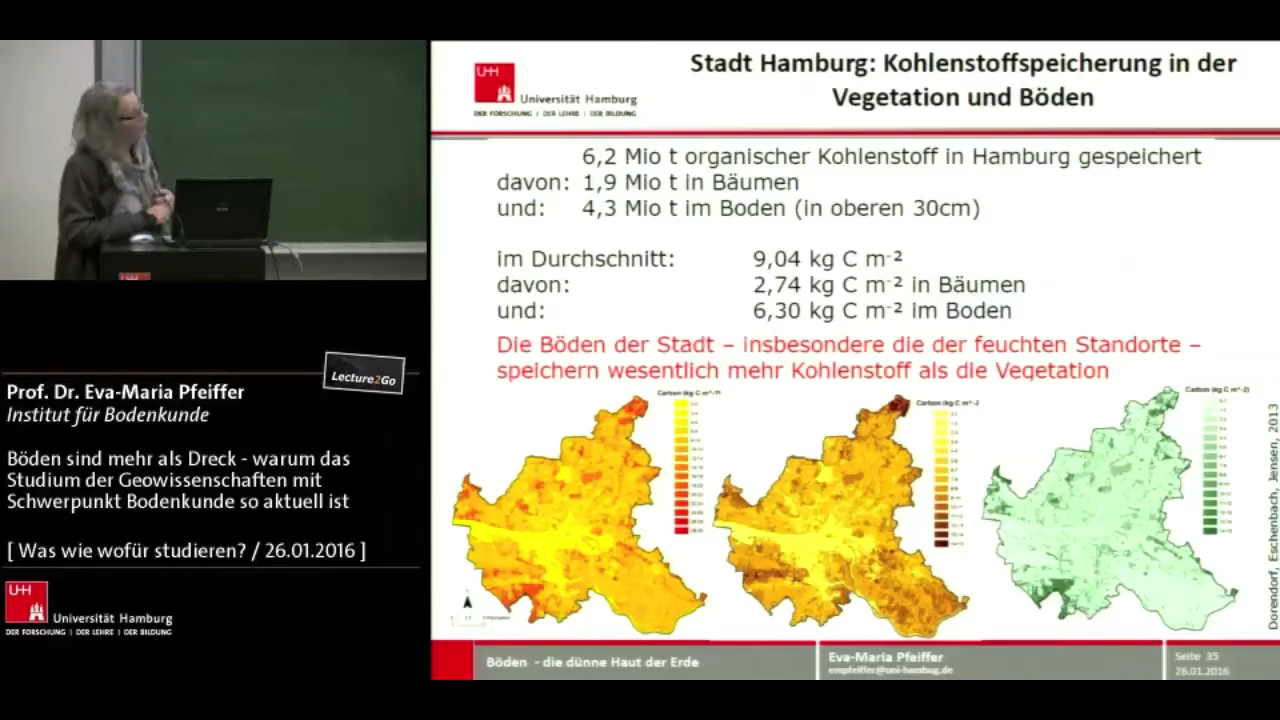 Stadt Hamburg: Kohlenstoffspeicherung in der
Vegetation und Böden
UH
Universität Hamburg
DER FORSCHUNG | DER LEHRE | DER BILDUNG
6,2 Mio t organischer Kohlenstoff in Hamburg gespeichert
davon: 1,9 Mio t in Bäumen
und: 4,3 Mio t im Boden (in oberen 30cm)
im Durchschnitt: 9,04 kg C m-2
davon: 2,74 kg C m-2 in Bäumen
und: 6,30 kg C m-2 im Boden
Die Böden der Stadt – insbesondere die der feuchten Standorte –
speichern wesentlich mehr Kohlenstoff als die Vegetation
Carbon (kg C m^-2)
Carbon (kg C m^-2
Carbon (kg C m^-2)
Dorendorf, Eschenbach, Jensen, 2013
Böden - die dünne Haut der Erde
Eva-Maria Pfeiffer
empfeiffer@uni-hambug.de
Seite 35
26.01.2016
Lecture2Go
Prof. Dr. Eva-Maria Pfeiffer
Institut für Bodenkunde
Böden sind mehr als Dreck - warum das
Studium der Geowissenschaften mit
Schwerpunkt Bodenkunde so aktuell ist
[ Was wie wofür studieren? / 26.01.2016 ]
UH
Universität Hamburg
DER FORSCHUNG | DER LEHRE | DER BILDUNG